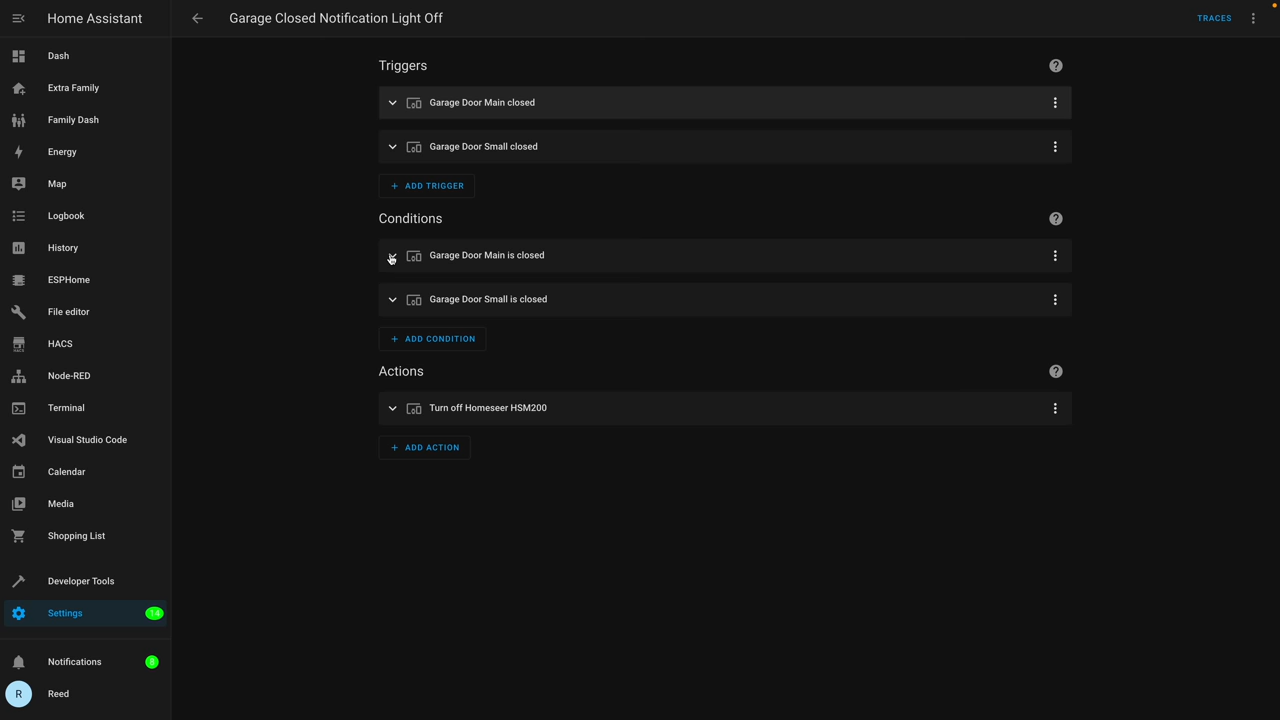 Home Assistant
Garage Closed Notification Light Off
TRACES
Dash
Extra Family
Family Dash
Energy
Map
Logbook
History
ESPHome
File editor
HACS
Node-RED
Terminal
Visual Studio Code
Calendar
Media
Shopping List
Developer Tools
Settings
14
Notifications
8
R
Reed
Triggers
Garage Door Main closed
Garage Door Small closed
+ ADD TRIGGER
Conditions
Garage Door Main is closed
Garage Door Small is closed
+ ADD CONDITION
Actions
Turn off Homeseer HSM200
+ ADD ACTION